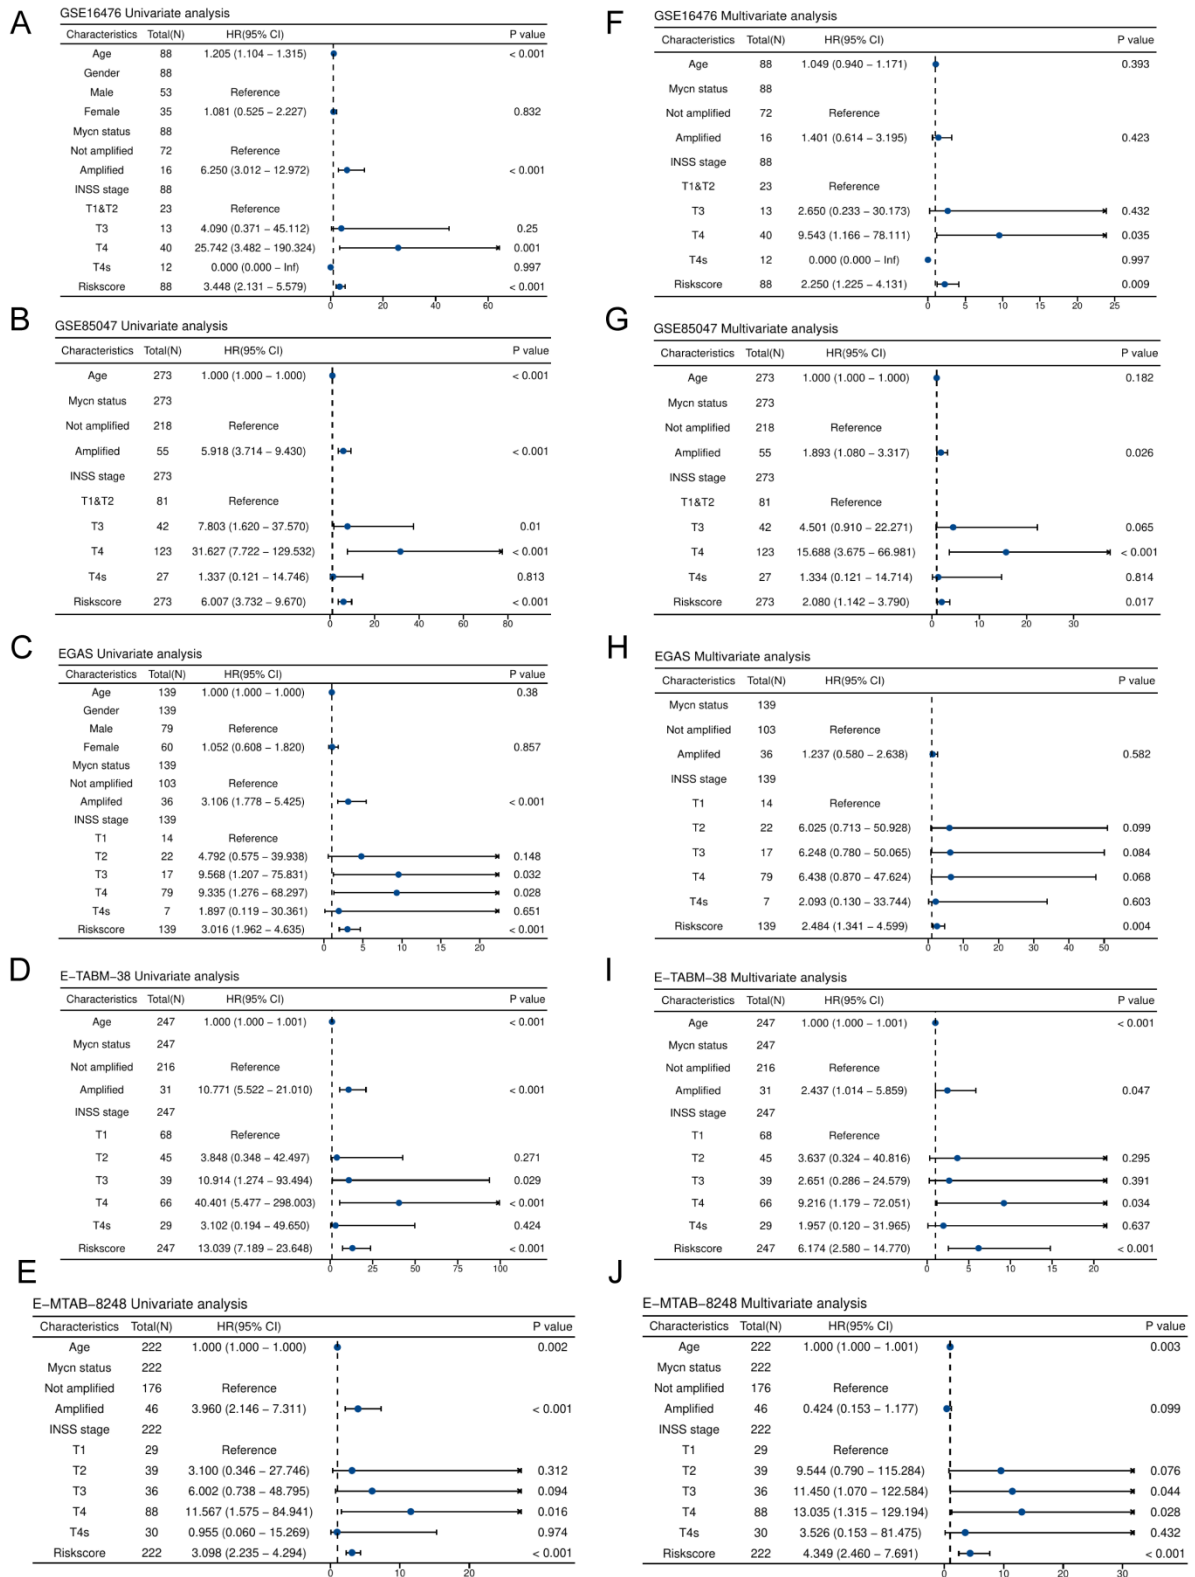 A
GSE16476 Univariate analysis
Characteristics Total(N) HR(95% CI) P value
Age 88 1.205 (1.104 − 1.315) < 0.001
Gender 88
Male 53 Reference
Female 35 1.081 (0.525 − 2.227) 0.832
Mycn status 88
Not amplified 72 Reference
Amplified 16 6.250 (3.012 − 12.972) < 0.001
INSS stage 88
T1&T2 23 Reference
T3 13 4.090 (0.371 − 45.112) 0.25
T4 40 25.742 (3.482 − 190.324) 0.001
T4s 12 0.000 (0.000 − Inf) 0.997
Riskscore 88 3.448 (2.131 − 5.579) < 0.001
0 20 40 60
B
GSE85047 Univariate analysis
Characteristics Total(N) HR(95% CI) P value
Age 273 1.000 (1.000 − 1.000) < 0.001
Mycn status 273
Not amplified 218 Reference
Amplified 55 5.918 (3.714 − 9.430) < 0.001
INSS stage 273
T1&T2 81 Reference
T3 42 7.803 (1.620 − 37.570) 0.01
T4 123 31.627 (7.722 − 129.532) < 0.001
T4s 27 1.337 (0.121 − 14.746) 0.813
Riskscore 273 6.007 (3.732 − 9.670) < 0.001
0 20 40 60 80
C
EGAS Univariate analysis
Characteristics Total(N) HR(95% CI) P value
Age 139 1.000 (1.000 − 1.000) 0.38
Gender 139
Male 79 Reference
Female 60 1.052 (0.608 − 1.820) 0.857
Mycn status 139
Not amplified 103 Reference
Amplifed 36 3.106 (1.778 − 5.425) < 0.001
INSS stage 139
T1 14 Reference
T2 22 4.792 (0.575 − 39.938) 0.148
T3 17 9.568 (1.207 − 75.831) 0.032
T4 79 9.335 (1.276 − 68.297) 0.028
T4s 7 1.897 (0.119 − 30.361) 0.651
Riskscore 139 3.016 (1.962 − 4.635) < 0.001
0 5 10 15 20
D
E−TABM−38 Univariate analysis
Characteristics Total(N) HR(95% CI) P value
Age 247 1.000 (1.000 − 1.001) < 0.001
Mycn status 247
Not amplified 216 Reference
Amplified 31 10.771 (5.522 − 21.010) < 0.001
INSS stage 247
T1 68 Reference
T2 45 3.848 (0.348 − 42.497) 0.271
T3 39 10.914 (1.274 − 93.494) 0.029
T4 66 40.401 (5.477 − 298.003) < 0.001
T4s 29 3.102 (0.194 − 49.650) 0.424
Riskscore 247 13.039 (7.189 − 23.648) < 0.001
0 25 50 75 100
E
E−MTAB−8248 Univariate analysis
Characteristics Total(N) HR(95% CI) P value
Age 222 1.000 (1.000 − 1.000) 0.002
Mycn status 222
Not amplified 176 Reference
Amplified 46 3.960 (2.146 − 7.311) < 0.001
INSS stage 222
T1 29 Reference
T2 39 3.100 (0.346 − 27.746) 0.312
T3 36 6.002 (0.738 − 48.795) 0.094
T4 88 11.567 (1.575 − 84.941) 0.016
T4s 30 0.955 (0.060 − 15.269) 0.974
Riskscore 222 3.098 (2.235 − 4.294) < 0.001
0 10 20
F
GSE16476 Multivariate analysis
Characteristics Total(N) HR(95% CI) P value
Age 88 1.049 (0.940 − 1.171) 0.393
Mycn status 88
Not amplified 72 Reference
Amplified 16 1.401 (0.614 − 3.195) 0.423
INSS stage 88
T1&T2 23 Reference
T3 13 2.650 (0.233 − 30.173) 0.432
T4 40 9.543 (1.166 − 78.111) 0.035
T4s 12 0.000 (0.000 − Inf) 0.997
Riskscore 88 2.250 (1.225 − 4.131) 0.009
0 5 10 15 20 25
G
GSE85047 Multivariate analysis
Characteristics Total(N) HR(95% CI) P value
Age 273 1.000 (1.000 − 1.000) 0.182
Mycn status 273
Not amplified 218 Reference
Amplified 55 1.893 (1.080 − 3.317) 0.026
INSS stage 273
T1&T2 81 Reference
T3 42 4.501 (0.910 − 22.271) 0.065
T4 123 15.688 (3.675 − 66.981) < 0.001
T4s 27 1.334 (0.121 − 14.714) 0.814
Riskscore 273 2.080 (1.142 − 3.790) 0.017
0 10 20 30
H
EGAS Multivariate analysis
Characteristics Total(N) HR(95% CI) P value
Mycn status 139
Not amplified 103 Reference
Amplifed 36 1.237 (0.580 − 2.638) 0.582
INSS stage 139
T1 14 Reference
T2 22 6.025 (0.713 − 50.928) 0.099
T3 17 6.248 (0.780 − 50.065) 0.084
T4 79 6.438 (0.870 − 47.624) 0.068
T4s 7 2.093 (0.130 − 33.744) 0.603
Riskscore 139 2.484 (1.341 − 4.599) 0.004
0 10 20 30 40 50
I
E−TABM−38 Multivariate analysis
Characteristics Total(N) HR(95% CI) P value
Age 247 1.000 (1.000 − 1.001) < 0.001
Mycn status 247
Not amplified 216 Reference
Amplified 31 2.437 (1.014 − 5.859) 0.047
INSS stage 247
T1 68 Reference
T2 45 3.637 (0.324 − 40.816) 0.295
T3 39 2.651 (0.286 − 24.579) 0.391
T4 66 9.216 (1.179 − 72.051) 0.034
T4s 29 1.957 (0.120 − 31.965) 0.637
Riskscore 247 6.174 (2.580 − 14.770) < 0.001
0 5 10 15 20
J
E−MTAB−8248 Multivariate analysis
Characteristics Total(N) HR(95% CI) P value
Age 222 1.000 (1.000 − 1.001) 0.003
Mycn status 222
Not amplified 176 Reference
Amplified 46 0.424 (0.153 − 1.177) 0.099
INSS stage 222
T1 29 Reference
T2 39 9.544 (0.790 − 115.284) 0.076
T3 36 11.450 (1.070 − 122.584) 0.044
T4 88 13.035 (1.315 − 129.194) 0.028
T4s 30 3.526 (0.153 − 81.475) 0.432
Riskscore 222 4.349 (2.460 − 7.691) < 0.001
0 10 20 30